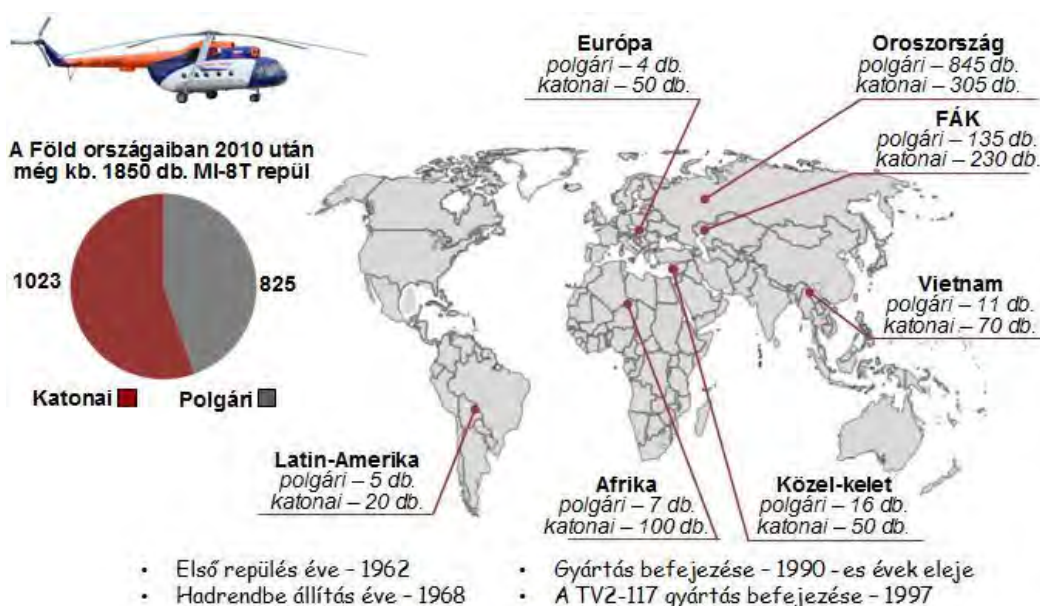 A Föld országaiban 2010 után
még kb. 1850 db. MI-8T repül
1023
825
Katonai
Polgári
Európa
polgári – 4 db.
katonai – 50 db.
Oroszország
polgári – 845 db.
katonai – 305 db.
FÁK
polgári – 135 db.
katonai – 230 db.
Vietnam
polgári – 11 db.
katonai – 70 db.
Latin-Amerika
polgári – 5 db.
katonai – 20 db.
Afrika
polgári – 7 db.
katonai – 100 db.
Közel-kelet
polgári – 16 db.
katonai – 50 db.
• Első repülés éve – 1962
• Hadrendbe állítás éve – 1968
• Gyártás befejezése – 1990 -es évek eleje
• A TV2-117 gyártás befejezése – 1997